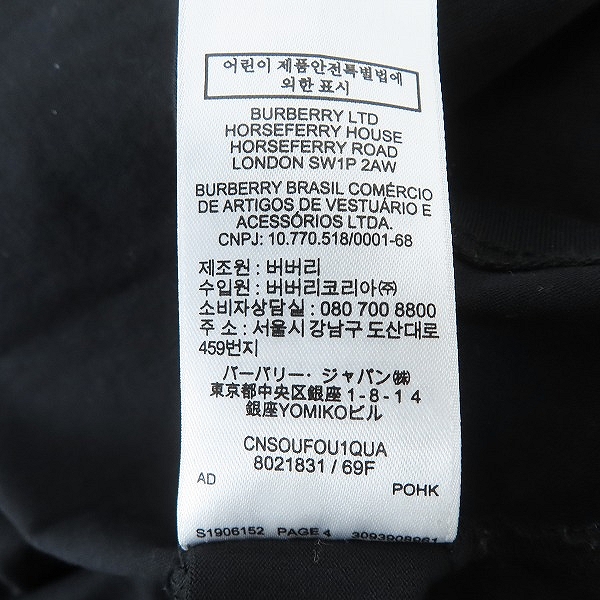 어린이 제품안전특별법에
의한 표시
BURBERRY LTD
HORSEFERRY HOUSE
HORSEFERRY ROAD
LONDON SW1P 2AW
BURBERRY BRASIL COMÉRCIO
DE ARTIGOS DE VESTUÁRIO E
ACESSÓRIOS LTDA.
CNPJ: 10.770.518/0001-68
제조원 : 버버리
수입원 : 버버리코리아㈜
소비자상담실 : 080 700 8800
주 소 : 서울시 강남구 도산대로
459번지
バーバリー・ジャパン㈱
東京都中央区銀座 1 - 8 - 1 4
銀座YOMIKOビル
CNSOUFOU1QUA
8021831 / 69F
AD
POHK
S1906152 PAGE 4 3093908961